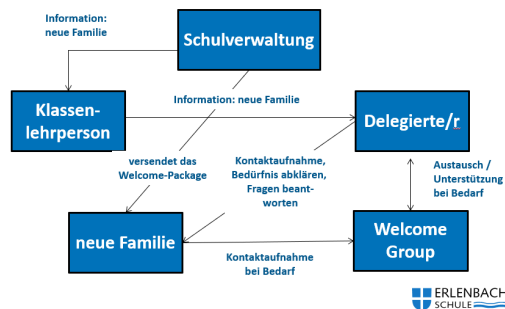 Information:
neue Familie
Schulverwaltung
Klassen-
lehrperson
Information: neue Familie
Delegierte/r
versendet das
Welcome-Package
Kontaktaufnahme,
Bedürfnis abklären,
Fragen beant-
worten
Austausch /
Unterstützung
bei Bedarf
neue Familie
Kontaktaufnahme
bei Bedarf
Welcome
Group
ERLENBACH
SCHULE